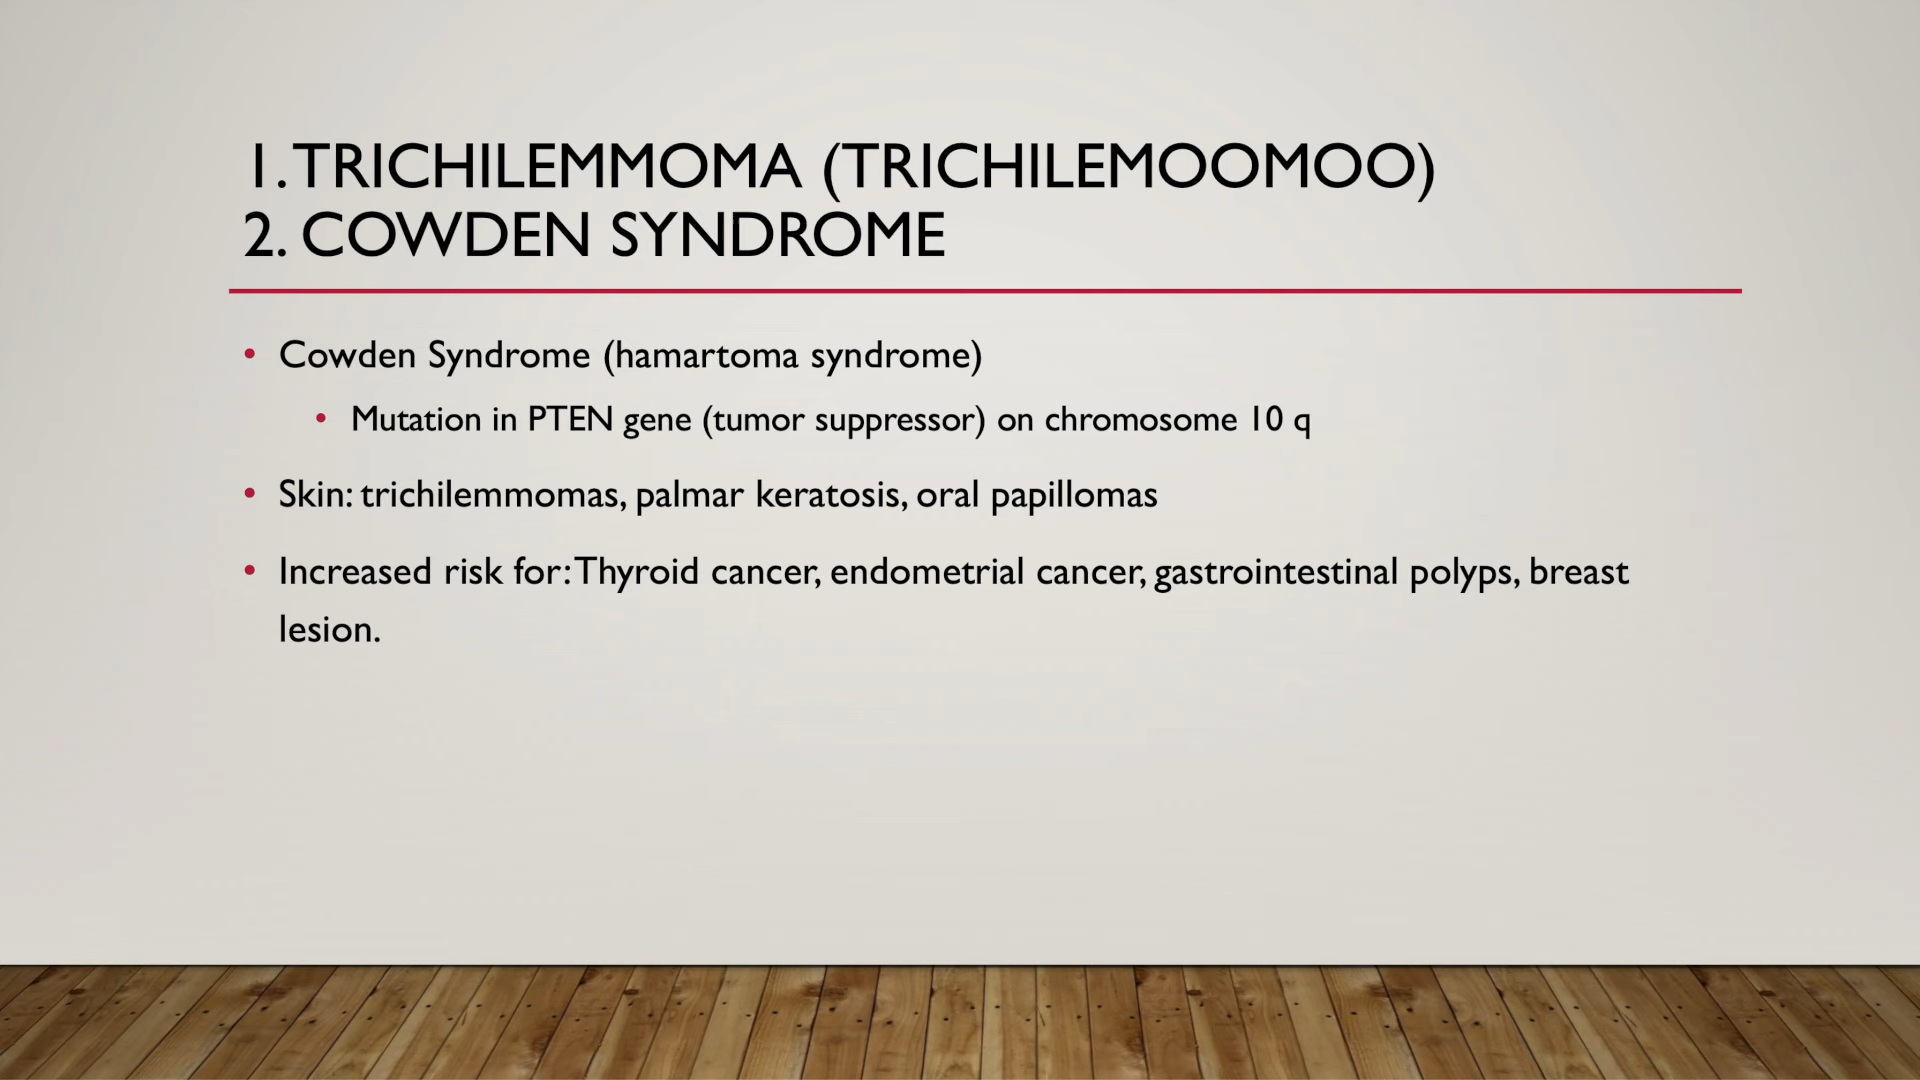 1. TRICHILEMMOMA (TRICHILEMOOMOO)
2. COWDEN SYNDROME
• Cowden Syndrome (hamartoma syndrome)
• Mutation in PTEN gene (tumor suppressor) on chromosome 10 q
• Skin: trichilemmomas, palmar keratosis, oral papillomas
• Increased risk for: Thyroid cancer, endometrial cancer, gastrointestinal polyps, breast
lesion.